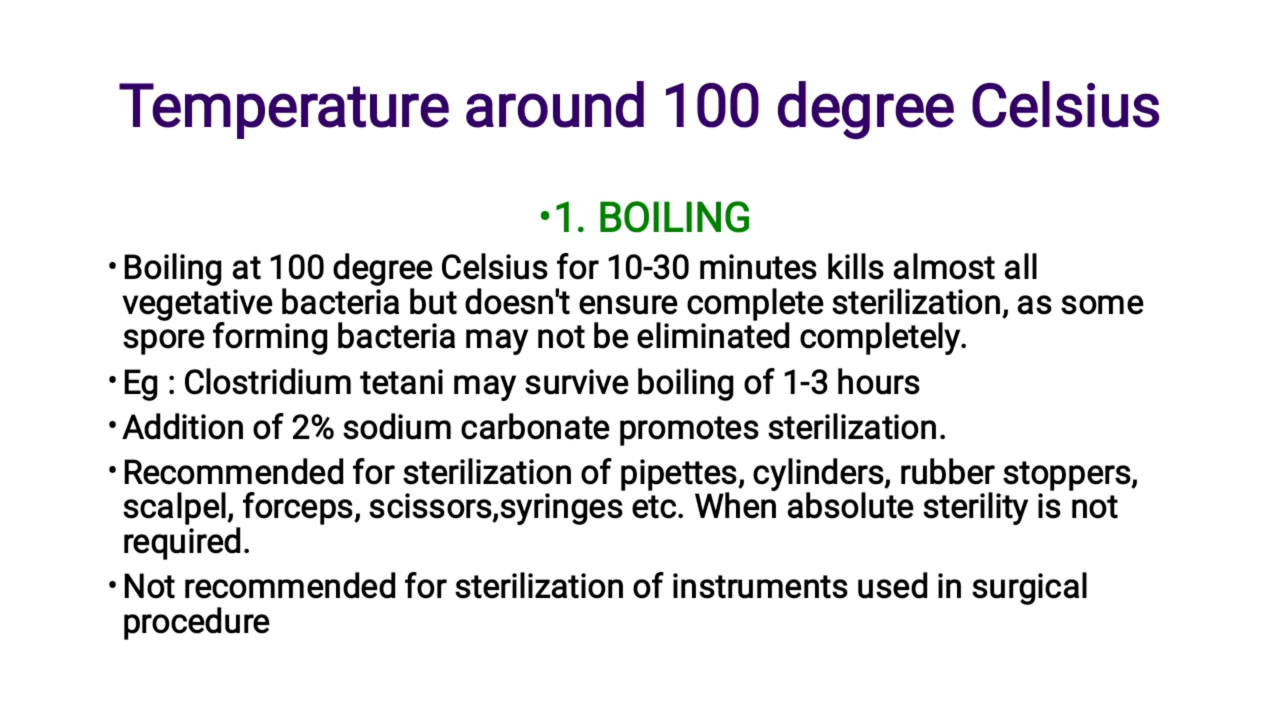 Temperature around 100 degree Celsius
•1. BOILING
•Boiling at 100 degree Celsius for 10-30 minutes kills almost all
vegetative bacteria but doesn't ensure complete sterilization, as some
spore forming bacteria may not be eliminated completely.
•Eg : Clostridium tetani may survive boiling of 1-3 hours
•Addition of 2% sodium carbonate promotes sterilization.
•Recommended for sterilization of pipettes, cylinders, rubber stoppers,
scalpel, forceps, scissors,syringes etc. When absolute sterility is not
required.
•Not recommended for sterilization of instruments used in surgical
procedure